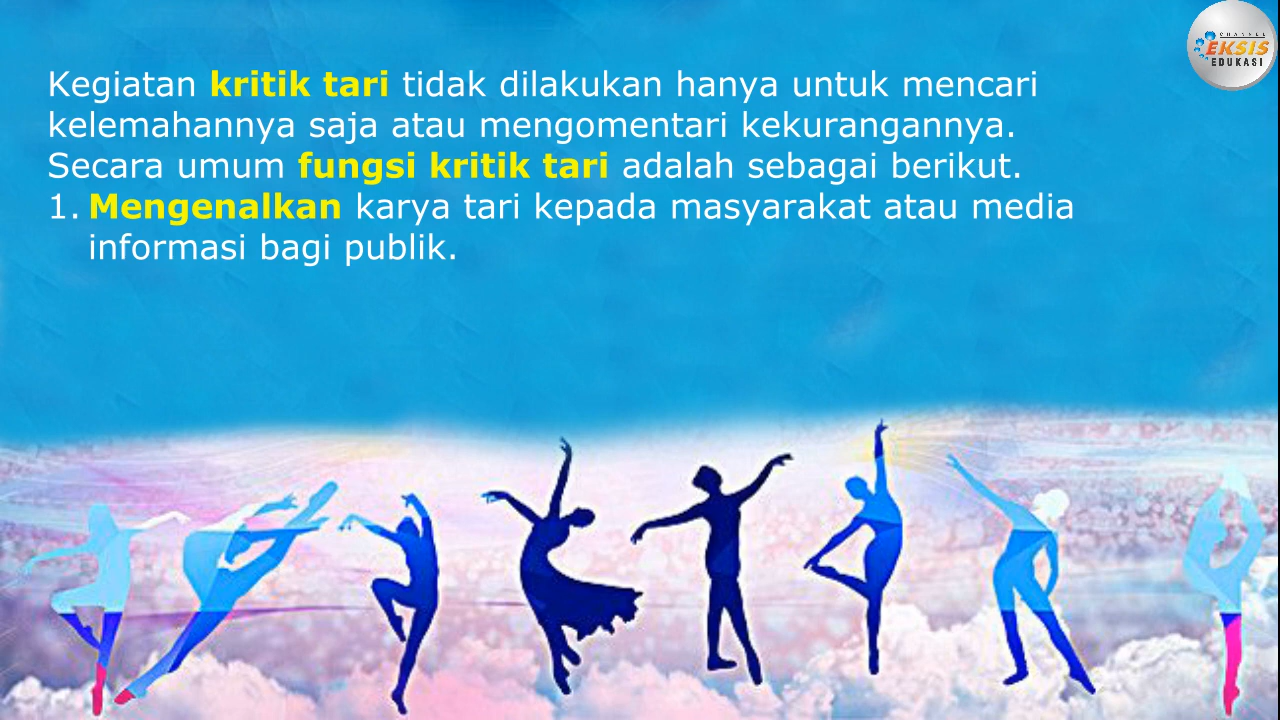 Kegiatan kritik tari tidak dilakukan hanya untuk mencari
kelemahannya saja atau mengomentari kekurangannya.
Secara umum fungsi kritik tari adalah sebagai berikut.
1. Mengenalkan karya tari kepada masyarakat atau media
informasi bagi publik.
CHANNEL
EKSIS
EDUKASI